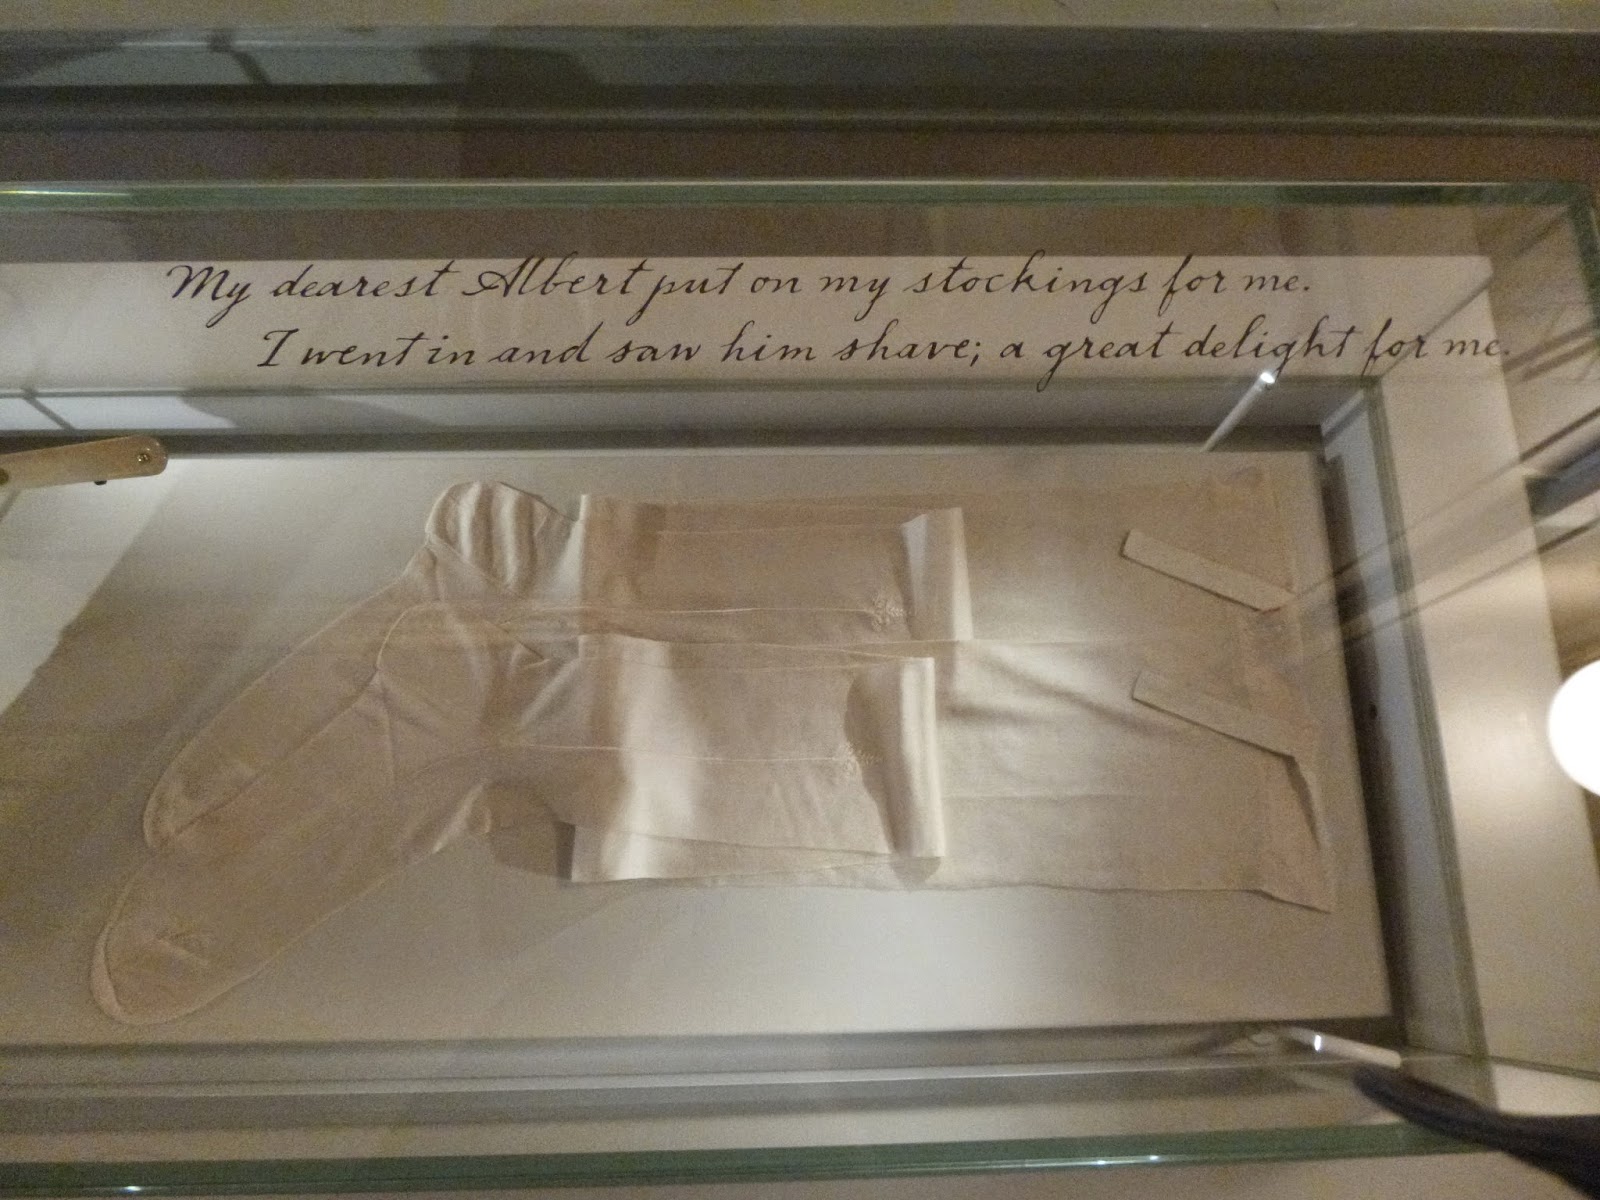 My dearest Albert put on my stockings for me.
I went in and saw him shave; a great delight for me.